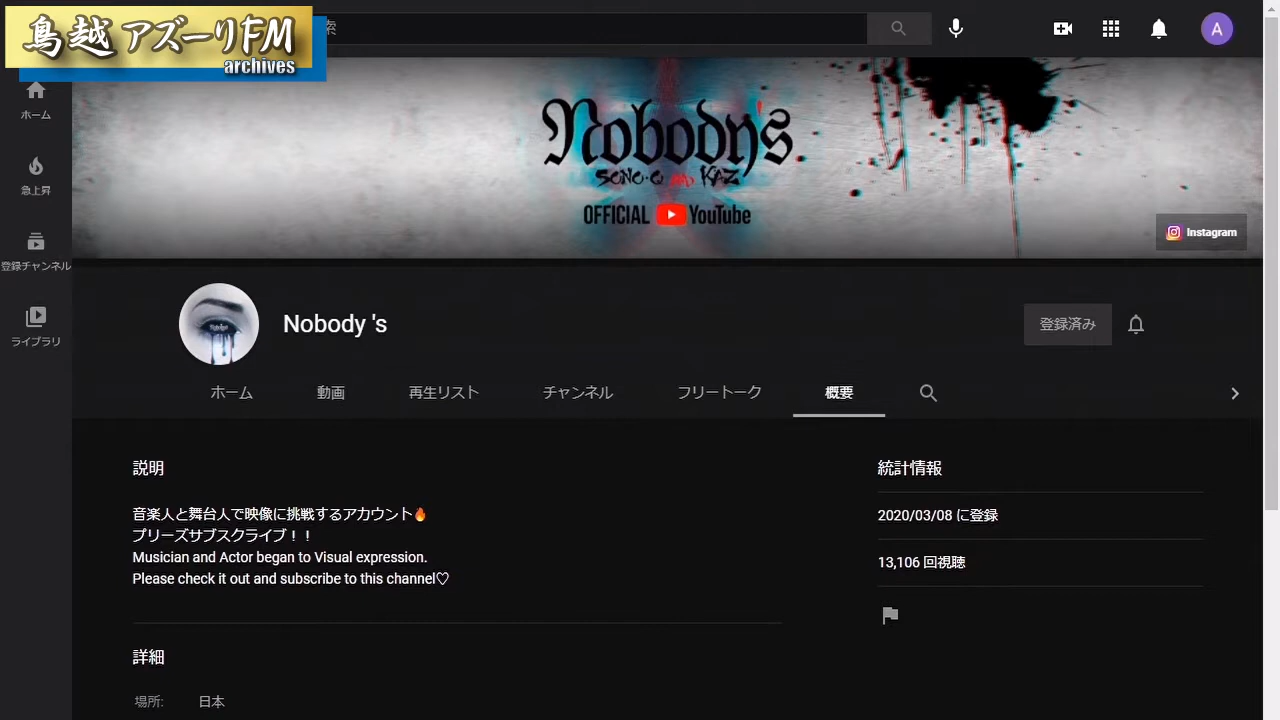 鳥越アズーリFM
archives
索
A
ホーム
急上昇
登録チャンネル
ライブラリ
Nobody's
SONO-Q AND KAZ
OFFICIAL YouTube
Instagram
Nobody 's
登録済み
ホーム
動画
再生リスト
チャンネル
フリートーク
概要
説明
音楽人と舞台人で映像に挑戦するアカウント🔥
プリーズサブスクライブ！！
Musician and Actor began to Visual expression.
Please check it out and subscribe to this channel♡
詳細
場所:
日本
統計情報
2020/03/08 に登録
13,106 回視聴